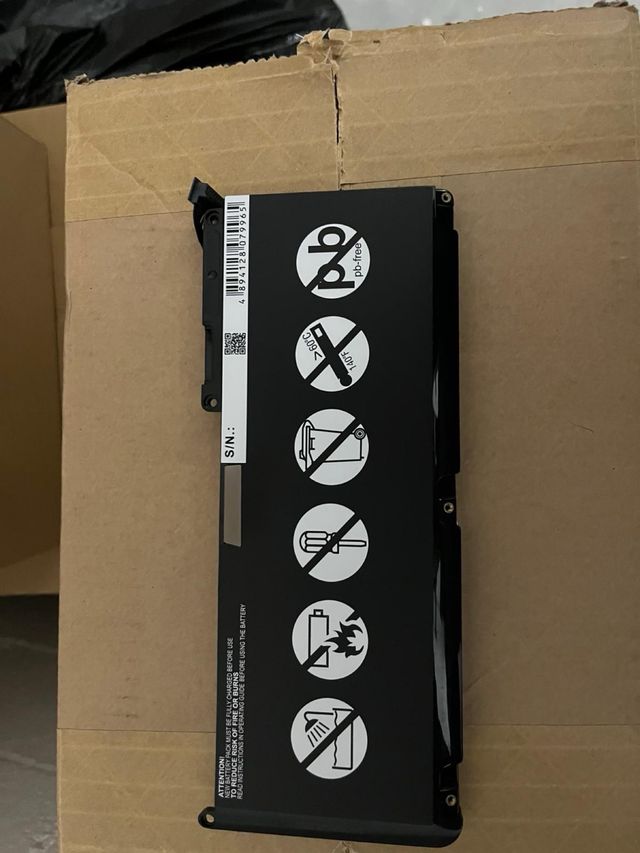 4 894128 079965
S/N.:
pb
pb-free
>60°C
140°F
ATTENTION!
NEW BATTERY PACK MUST BE FULLY CHARGED BEFORE USE
TO REDUCE RISK OF FIRE OR BURNS
READ INSTRUCTIONS IN OPERATING GUIDE BEFORE USING THE BATTERY